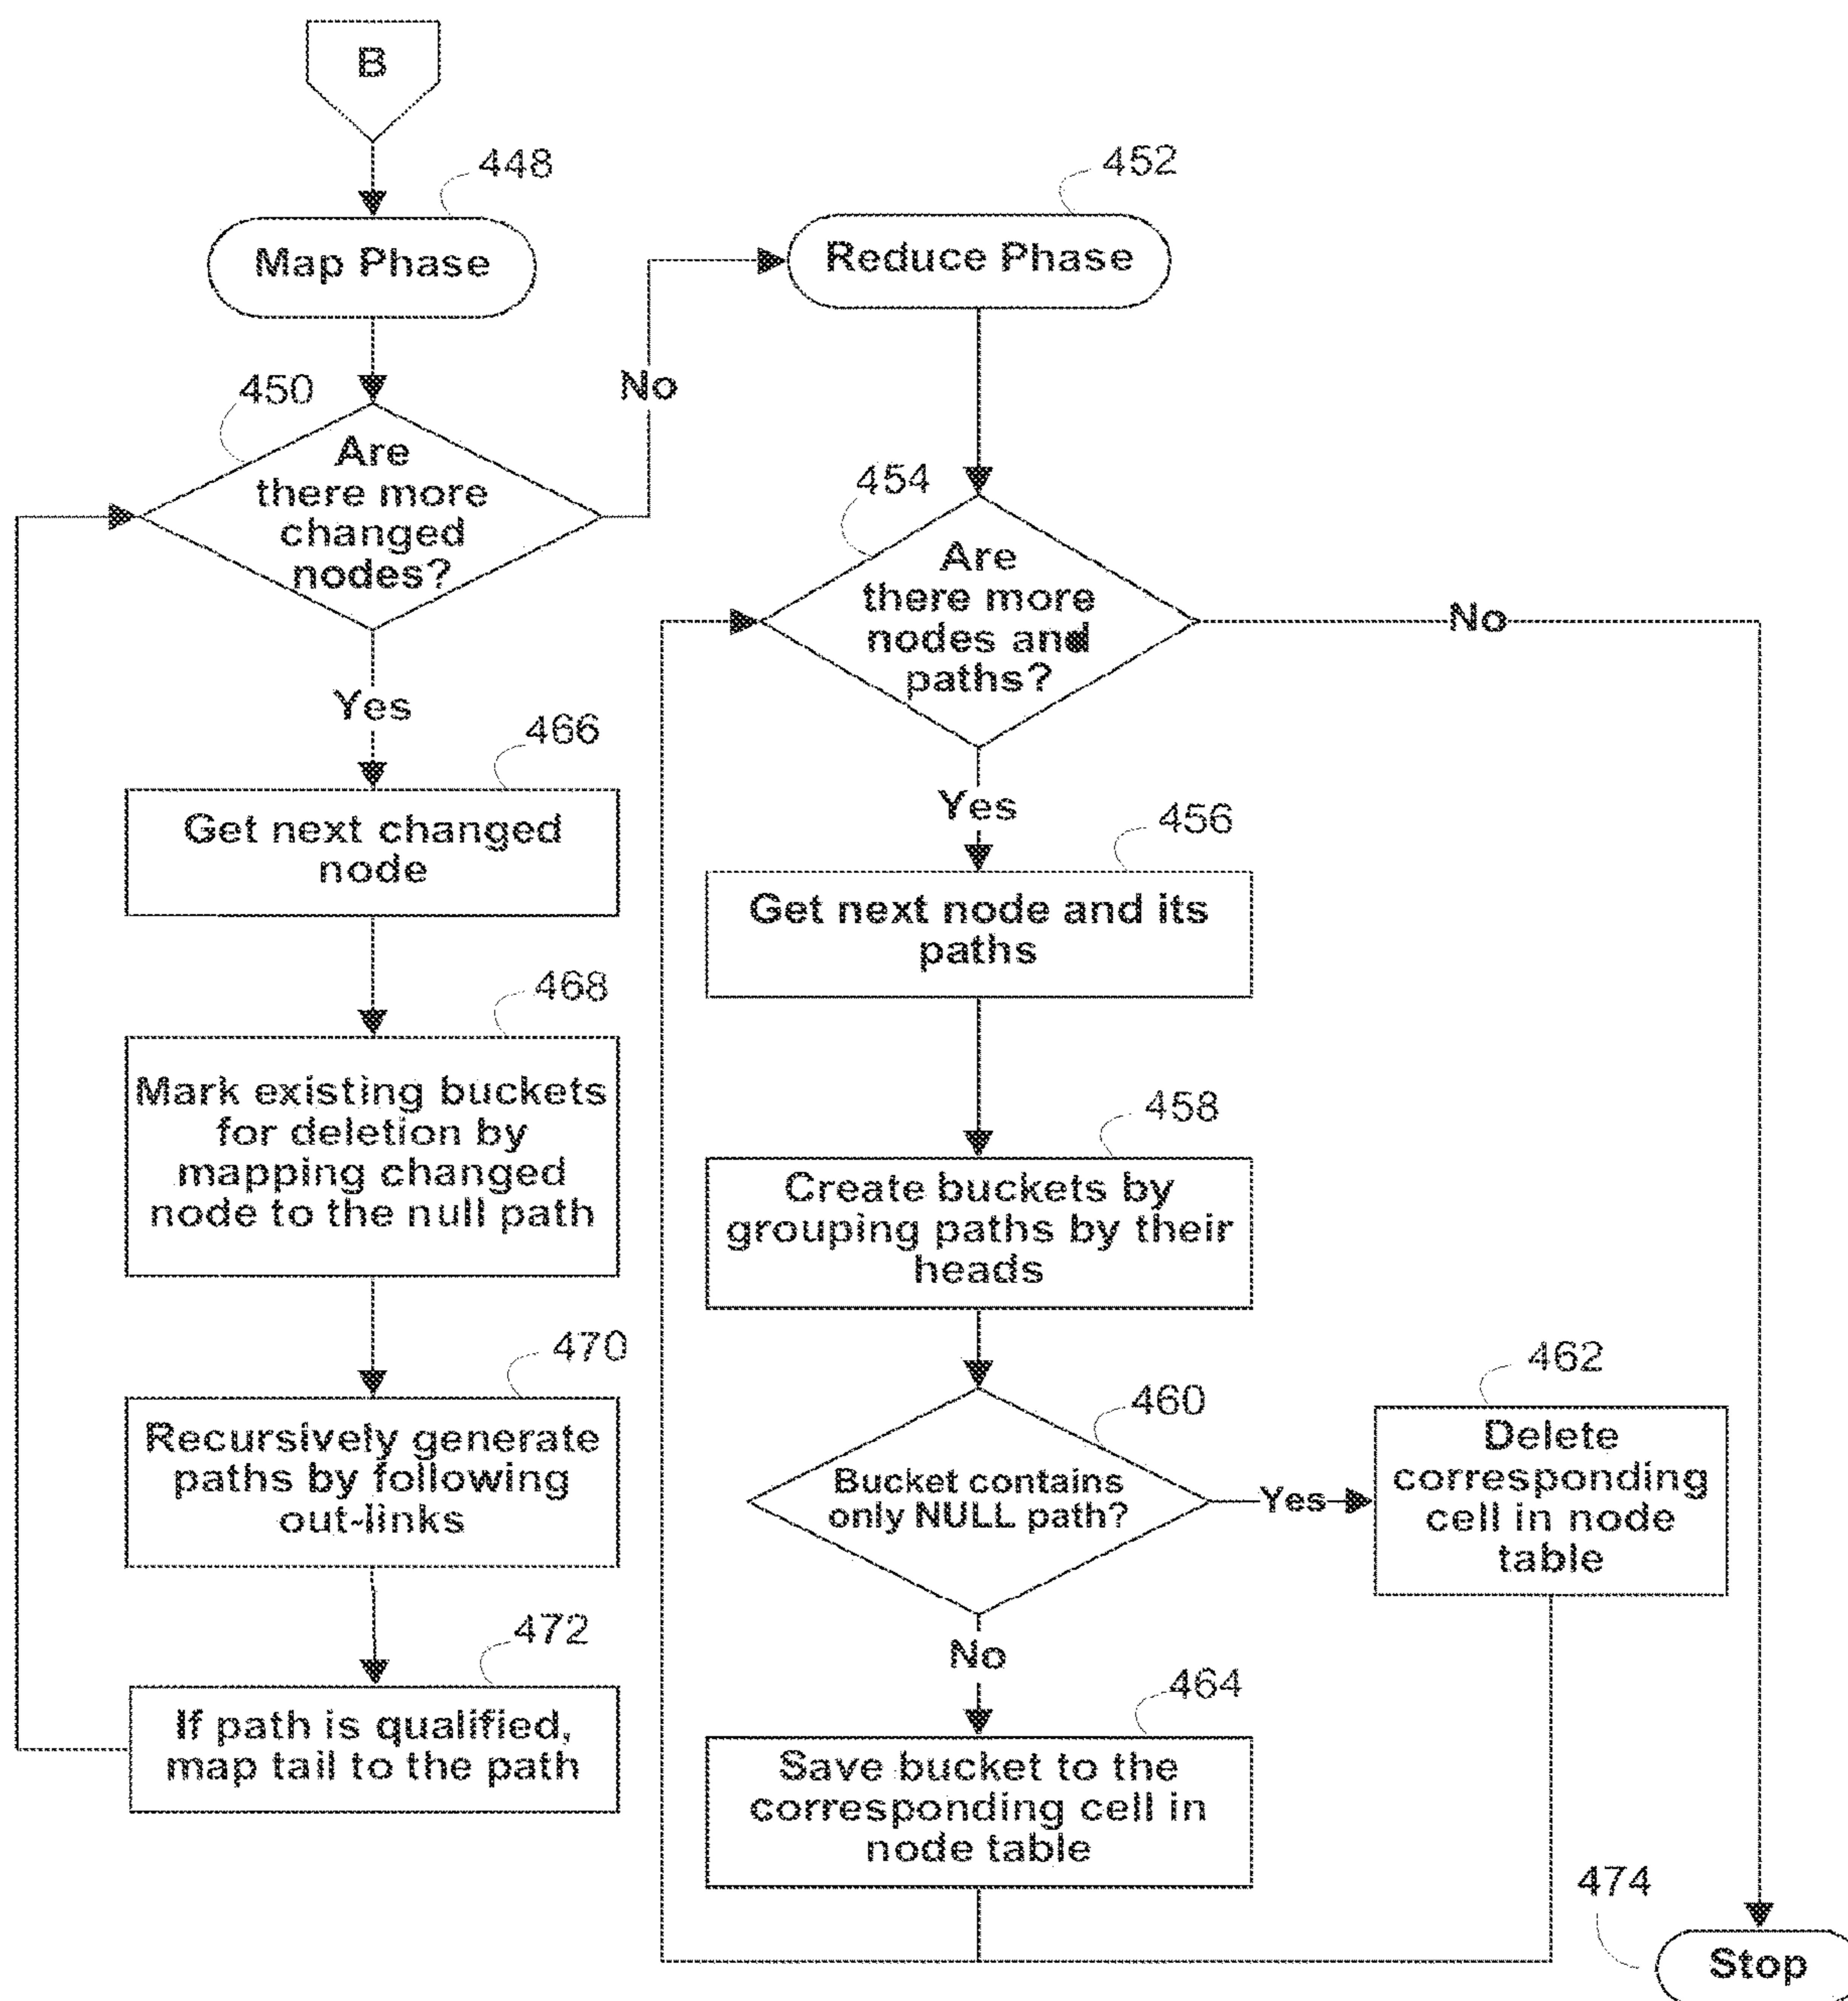 B
448
Map Phase
450
Are
there more
changed
nodes?
No
Yes
466
Get next changed
node
468
Mark existing buckets
for deletion by
mapping changed
node to the null path
470
Recursively generate
paths by following
out-links
472
If path is qualified,
map tail to the path
452
Reduce Phase
454
Are
there more
nodes and
paths?
No
Yes
456
Get next node and its
paths
458
Create buckets by
grouping paths by their
heads
460
Bucket contains
only NULL path?
Yes
462
Delete
corresponding
cell in node
table
No
464
Save bucket to the
corresponding cell in
node table
474
Stop